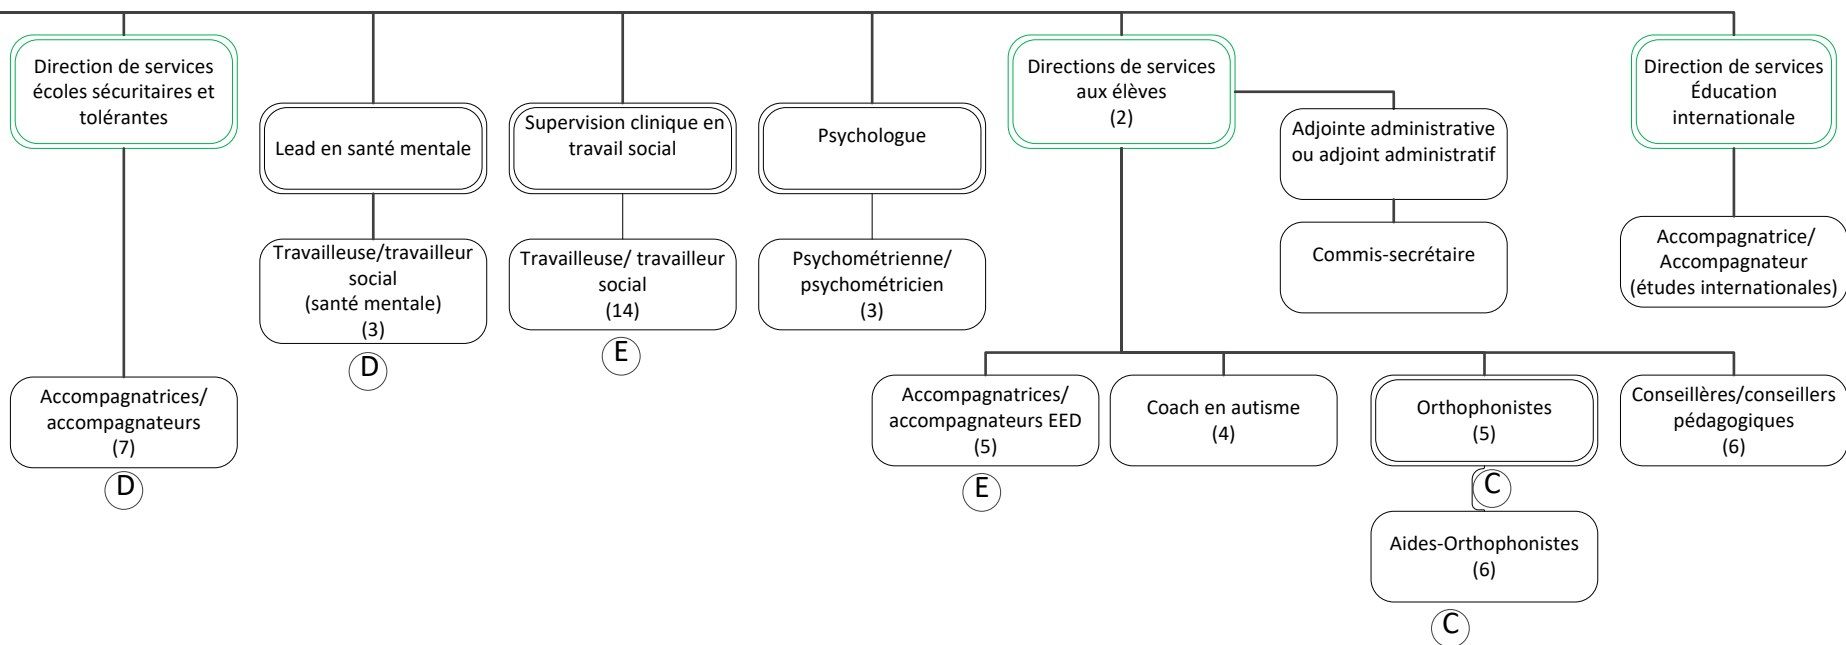 Direction de services
écoles sécuritaires et
tolérantes
Lead en santé mentale
Supervision clinique en
travail social
Psychologue
Directions de services
aux élèves
(2)
Adjointe administrative
ou adjoint administratif
Direction de services
Éducation
internationale
Travailleuse/travailleur
social
(santé mentale)
(3)
D
Travailleuse/ travailleur
social
(14)
E
Psychométrienne/
psychométricien
(3)
Commis-secrétaire
Accompagnatrice/
Accompagnateur
(études internationales)
Accompagnatrices/
accompagnateurs
(7)
D
Accompagnatrices/
accompagnateurs EED
(5)
E
Coach en autisme
(4)
Orthophonistes
(5)
C
Conseillères/conseillers
pédagogiques
(6)
Aides-Orthophonistes
(6)
C